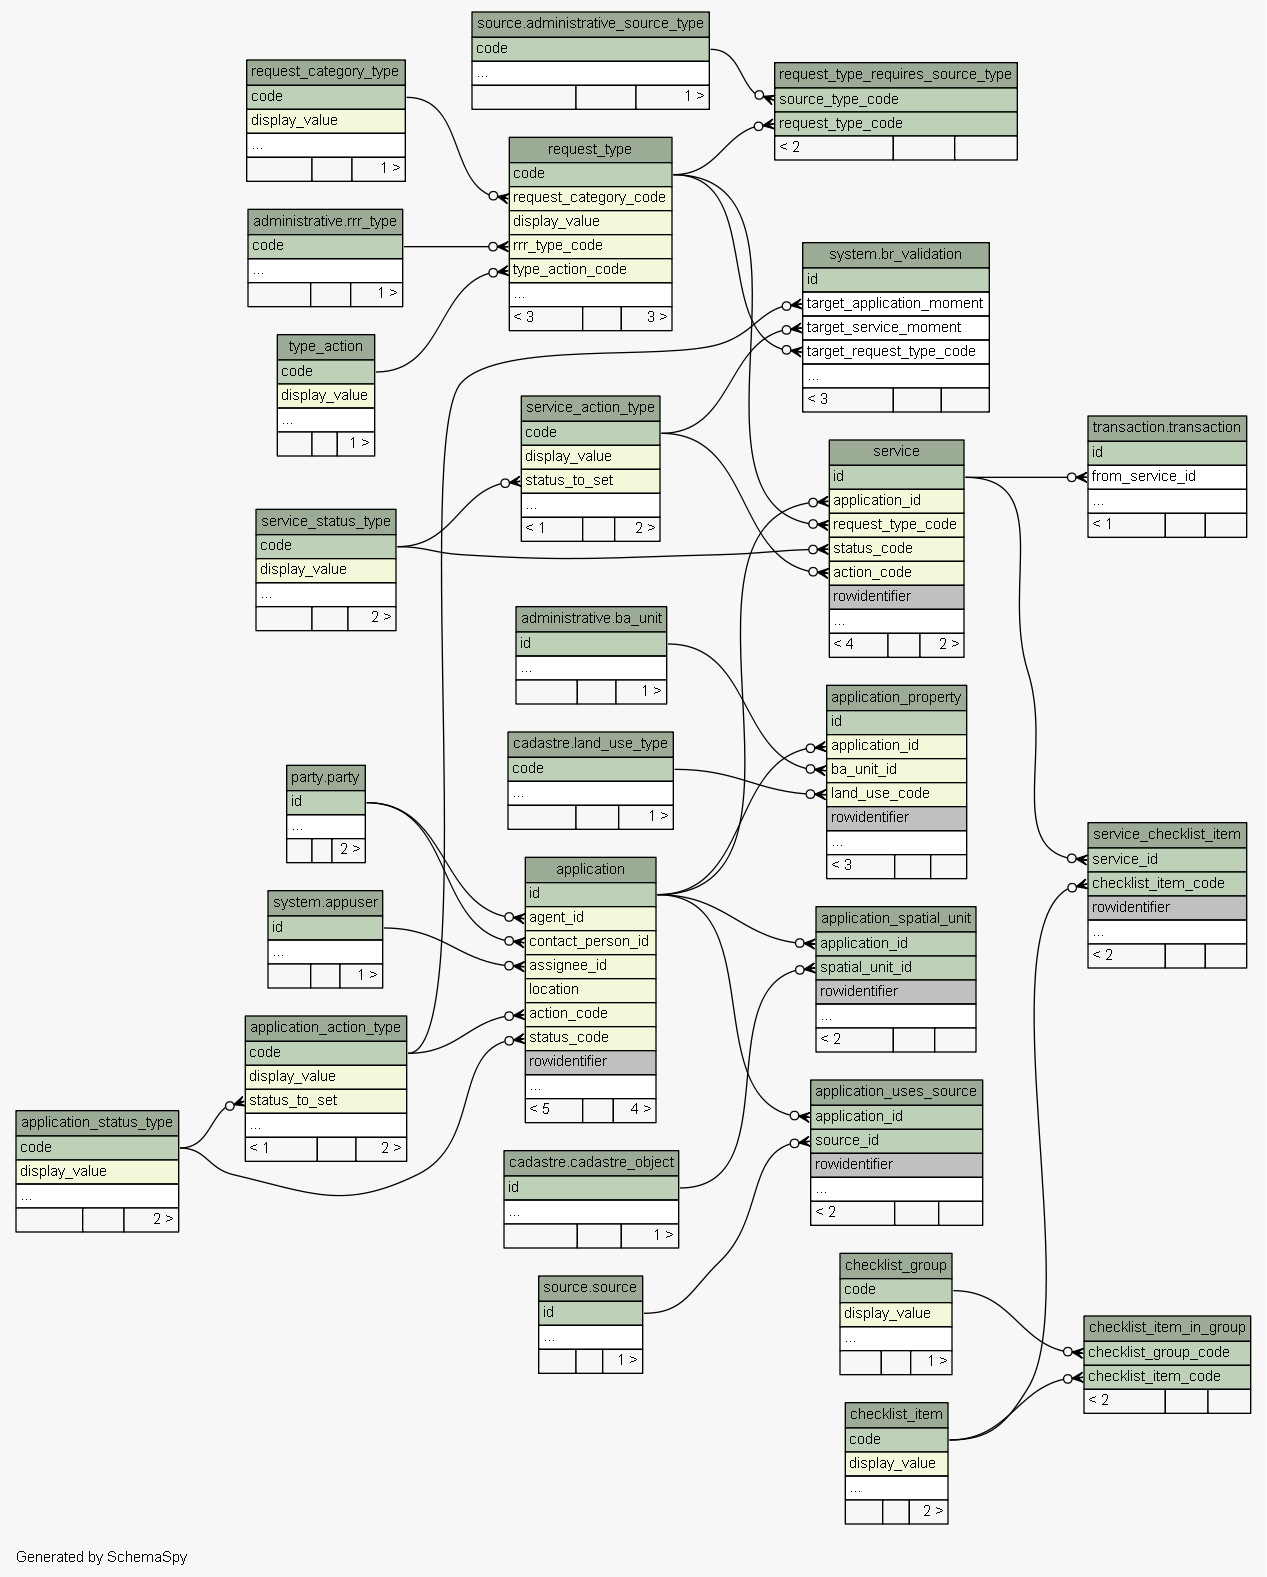 source.administrative_source_type
code
...
1 >
request_category_type
code
display_value
...
1 >
request_type_requires_source_type
source_type_code
request_type_code
< 2
request_type
code
request_category_code
display_value
rrr_type_code
type_action_code
...
< 3 3 >
administrative.rrr_type
code
...
1 >
system.br_validation
id
target_application_moment
target_service_moment
target_request_type_code
...
< 3
type_action
code
display_value
...
1 >
service_action_type
code
display_value
status_to_set
...
< 1 2 >
transaction.transaction
id
from_service_id
...
< 1
service
id
application_id
request_type_code
status_code
action_code
rowidentifier
...
< 4 2 >
service_status_type
code
display_value
...
2 >
administrative.ba_unit
id
...
1 >
application_property
id
application_id
ba_unit_id
land_use_code
rowidentifier
...
< 3
cadastre.land_use_type
code
...
1 >
party.party
id
...
2 >
service_checklist_item
service_id
checklist_item_code
rowidentifier
...
< 2
application
id
agent_id
contact_person_id
assignee_id
location
action_code
status_code
rowidentifier
...
< 5 4 >
system.appuser
id
...
1 >
application_spatial_unit
application_id
spatial_unit_id
rowidentifier
...
< 2
application_action_type
code
display_value
status_to_set
...
< 1 2 >
application_uses_source
application_id
source_id
rowidentifier
...
< 2
application_status_type
code
display_value
...
2 >
cadastre.cadastre_object
id
...
1 >
checklist_group
code
display_value
...
1 >
source.source
id
...
1 >
checklist_item_in_group
checklist_group_code
checklist_item_code
< 2
checklist_item
code
display_value
...
2 >
Generated by SchemaSpy